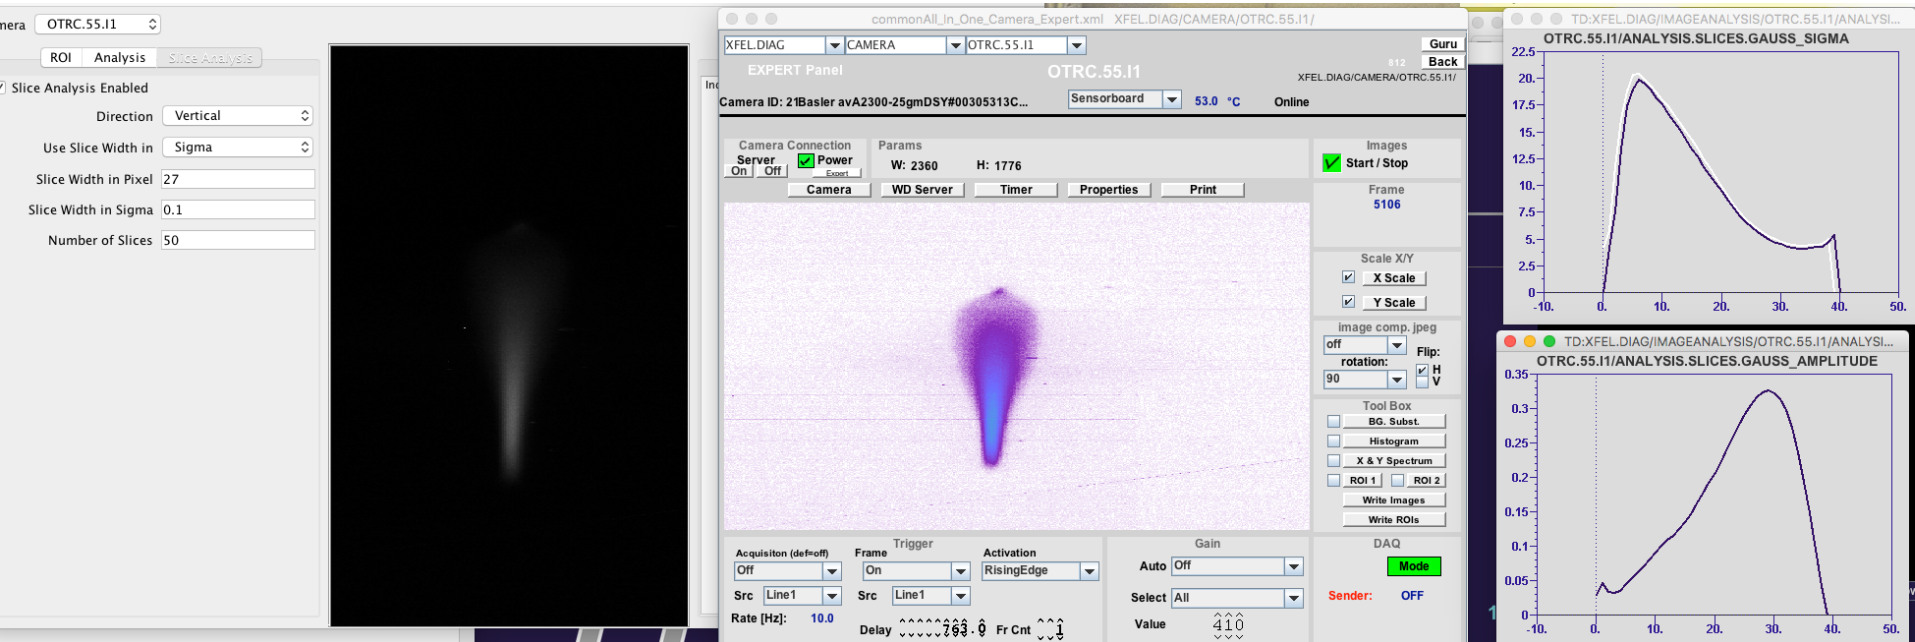 mera OTRC.55.I1
ROI Analysis Slice Analysis
Slice Analysis Enabled
Direction Vertical
Use Slice Width in Sigma
Slice Width in Pixel 27
Slice Width in Sigma 0.1
Number of Slices 50
commonAll_In_One_Camera_Expert.xml XFEL.DIAG/CAMERA/OTRC.55.I1/
XFEL.DIAG CAMERA OTRC.55.I1 Guru
EXPERT Panel OTRC.55.I1 812 Back
XFEL.DIAG/CAMERA/OTRC.55.I1/
Camera ID: 21Basler avA2300-25gmDSY#00305313C... Sensorboard 53.0 °C Online
Camera Connection Params Images
Server Power W: 2360 H: 1776 Start / Stop
On Off Expert
Camera WD Server Timer Properties Print Frame
5106
Scale X/Y
X Scale
Y Scale
image comp. jpeg
off Flip:
rotation: H
90 V
Tool Box
BG. Subst.
Histogram
X & Y Spectrum
ROI 1 ROI 2
Write Images
Write ROIs
Trigger Gain DAQ
Acquisiton (def=off) Frame Activation
Off On RisingEdge Auto Off Mode
Src Line1 Src Line1 Select All Sender: OFF
Rate [Hz]: 10.0 Delay 763.0 Fr Cnt 1 Value 410
TD:XFEL.DIAG/IMAGEANALYSIS/OTRC.55.I1/ANALYSI...
OTRC.55.I1/ANALYSIS.SLICES.GAUSS_SIGMA
22.5
20.
17.5
15.
12.5
10.
7.5
5.
2.5
0
-10. 0. 10. 20. 30. 40. 50.
TD:XFEL.DIAG/IMAGEANALYSIS/OTRC.55.I1/ANALYSI...
OTRC.55.I1/ANALYSIS.SLICES.GAUSS_AMPLITUDE
0.35
0.3
0.25
0.2
0.15
0.1
0.05
0
-10. 0. 10. 20. 30. 40. 50.